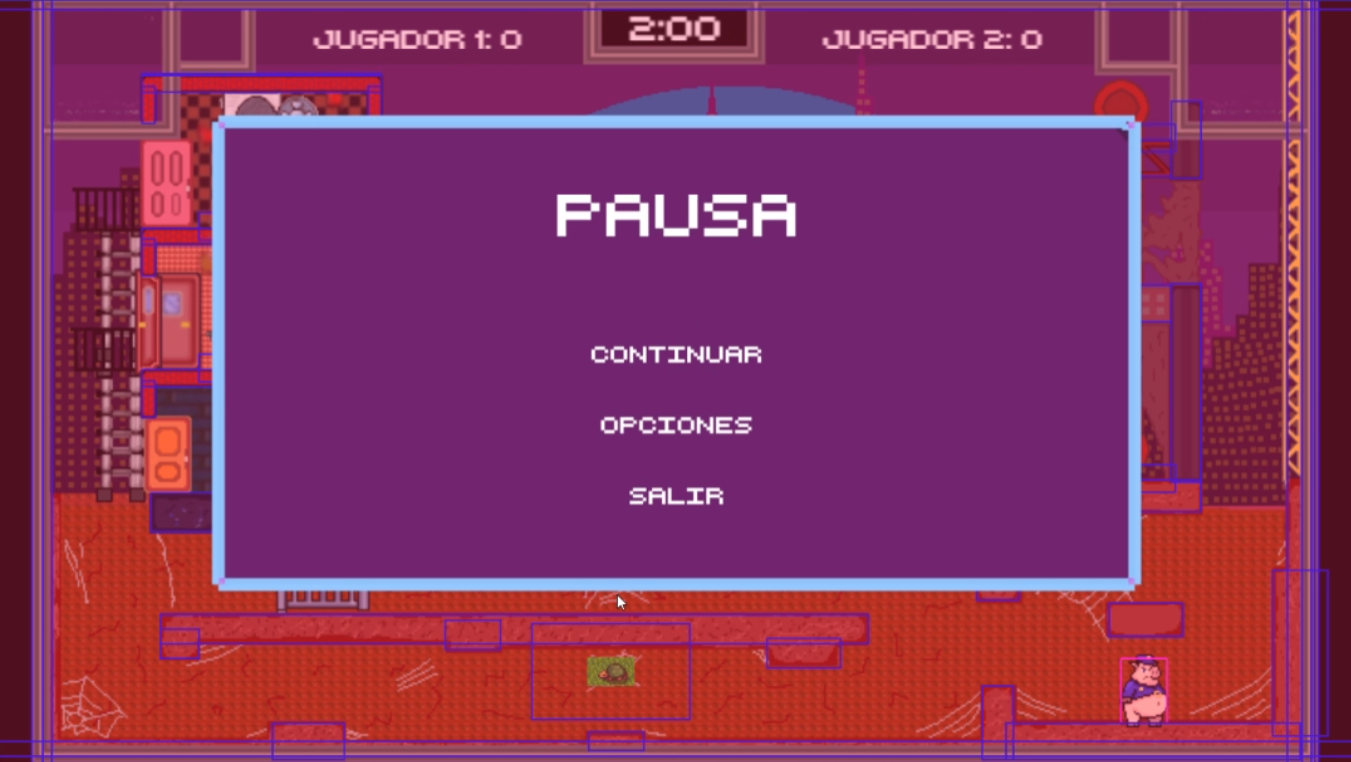 JUGADOR 1: 0
2:00
JUGADOR 2: 0
PAUSA
CONTINUAR
OPCIONES
SALIR